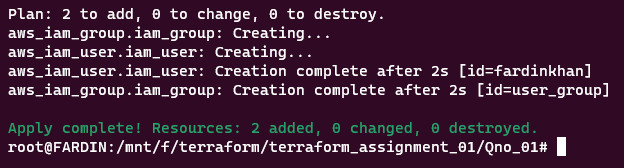 Plan: 2 to add, 0 to change, 0 to destroy.
aws_iam_group.iam_group: Creating...
aws_iam_user.iam_user: Creating...
aws_iam_user.iam_user: Creation complete after 2s [id=fardinkhan]
aws_iam_group.iam_group: Creation complete after 2s [id=user_group]
Apply complete! Resources: 2 added, 0 changed, 0 destroyed.
root@FARDIN:/mnt/f/terraform/terraform_assignment_01/Qno_01#